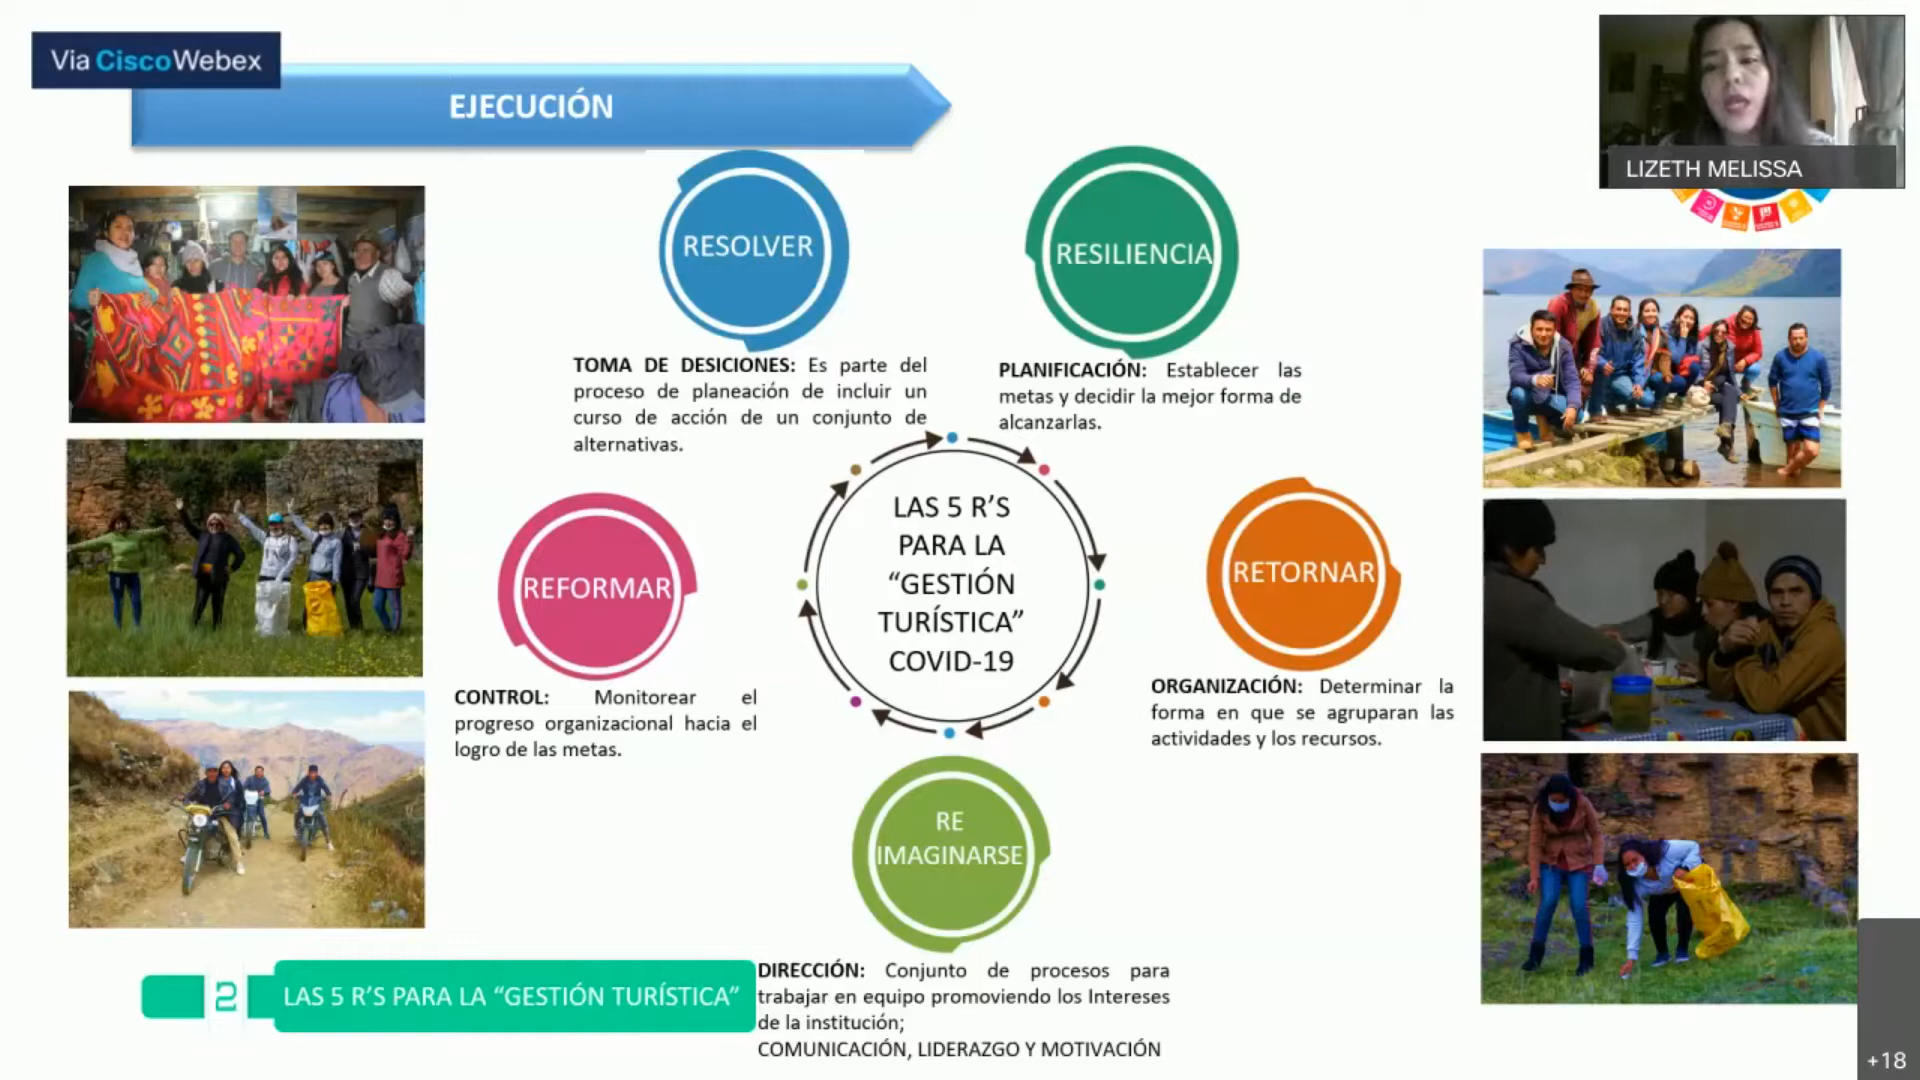 Via CiscoWebex
EJECUCIÓN
LIZETH MELISSA
RESOLVER
TOMA DE DESICIONES: Es parte del
proceso de planeación de incluir un
curso de acción de un conjunto de
alternativas.
RESILIENCIA
PLANIFICACIÓN: Establecer las
metas y decidir la mejor forma de
alcanzarlas.
REFORMAR
CONTROL: Monitorear el
progreso organizacional hacia el
logro de las metas.
LAS 5 R’S
PARA LA
“GESTIÓN
TURÍSTICA”
COVID-19
RETORNAR
ORGANIZACIÓN: Determinar la
forma en que se agruparan las
actividades y los recursos.
RE
IMAGINARSE
DIRECCIÓN: Conjunto de procesos para
trabajar en equipo promoviendo los Intereses
de la institución;
COMUNICACIÓN, LIDERAZGO Y MOTIVACIÓN
2
LAS 5 R’S PARA LA “GESTIÓN TURÍSTICA”
+18